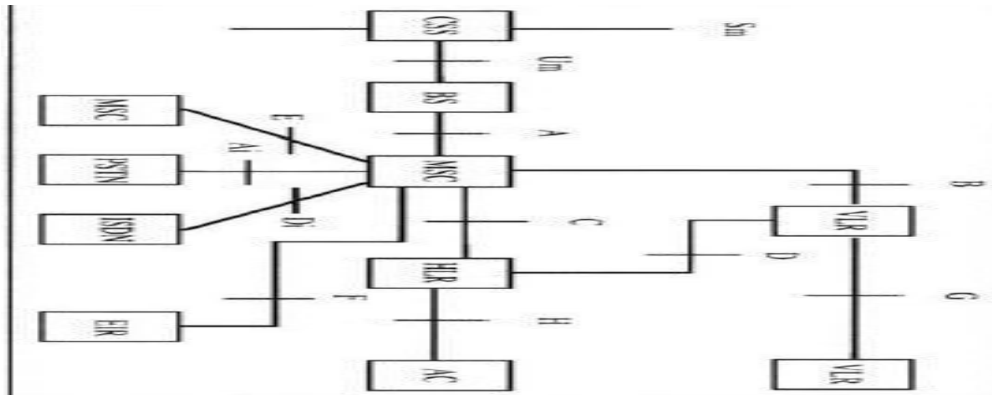 CSS
Sm
Um
BS
MSC
A
E
MSC
Ai
PSTN
B
VLR
ISDN
Di
C
D
HLR
F
G
EIR
H
AC
VLR